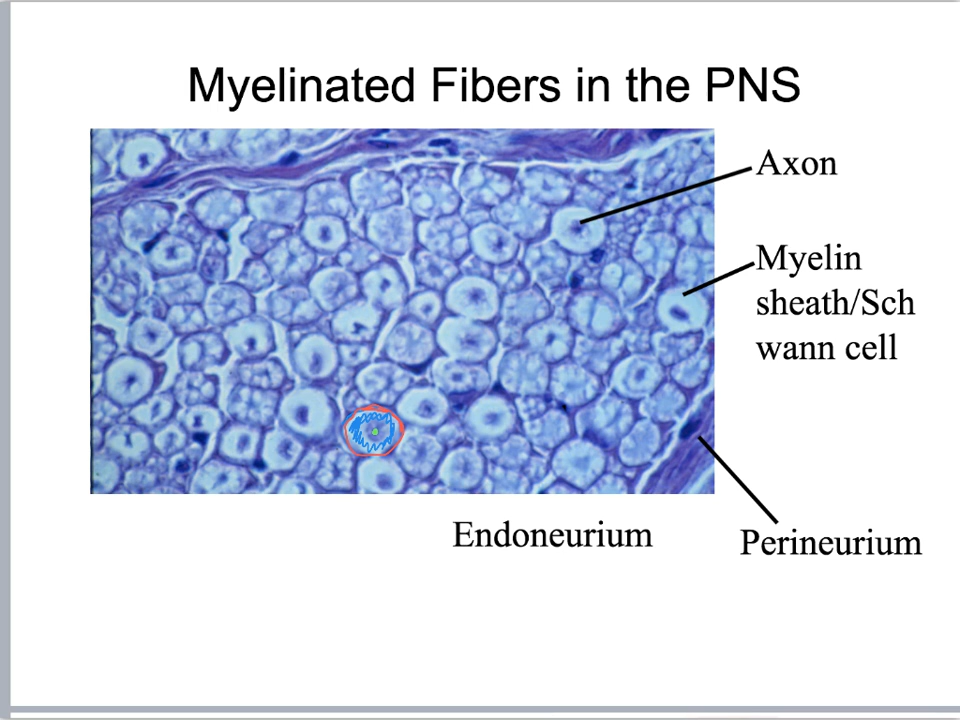 Myelinated Fibers in the PNS
Axon
Myelin
sheath/Sch
wann cell
Endoneurium
Perineurium